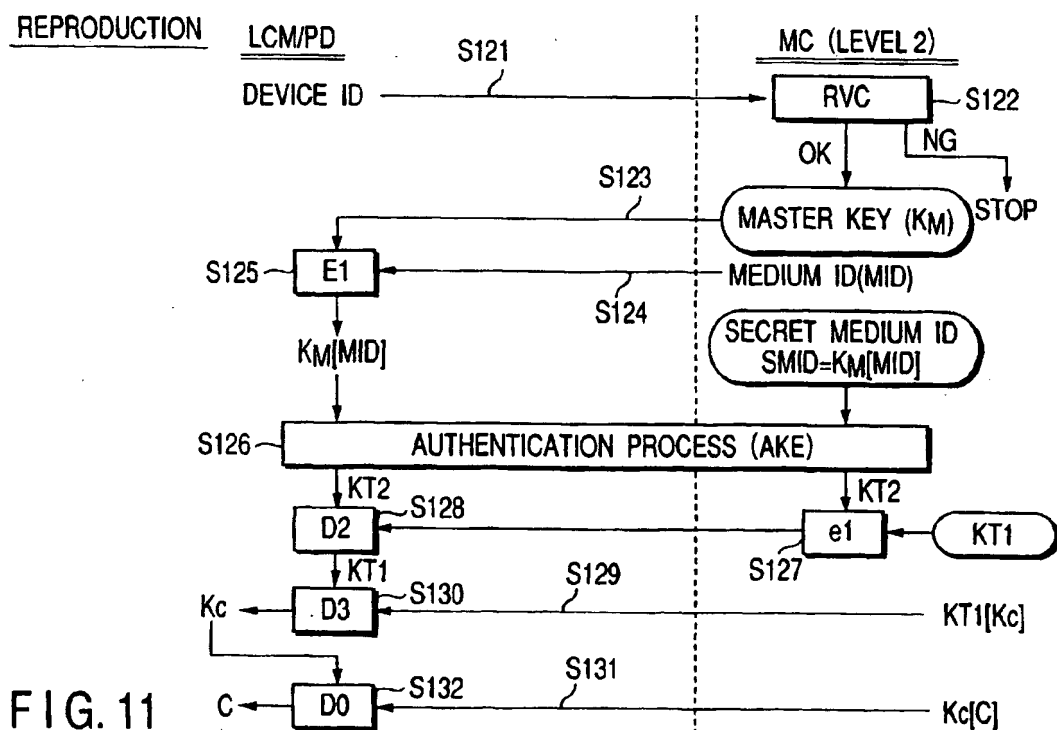 REPRODUCTION
LCM/PD
MC (LEVEL 2)
S121
DEVICE ID
RVC
S122
OK
NG
STOP
S123
MASTER KEY (KM)
S125
E1
S124
MEDIUM ID(MID)
KM[MID]
SECRET MEDIUM ID
SMID=KM[MID]
S126
AUTHENTICATION PROCESS (AKE)
KT2
KT2
S128
D2
e1
KT1
S127
KT1
S129
S130
Kc
D3
KT1[Kc]
S131
S132
C
D0
Kc[C]
FIG. 11